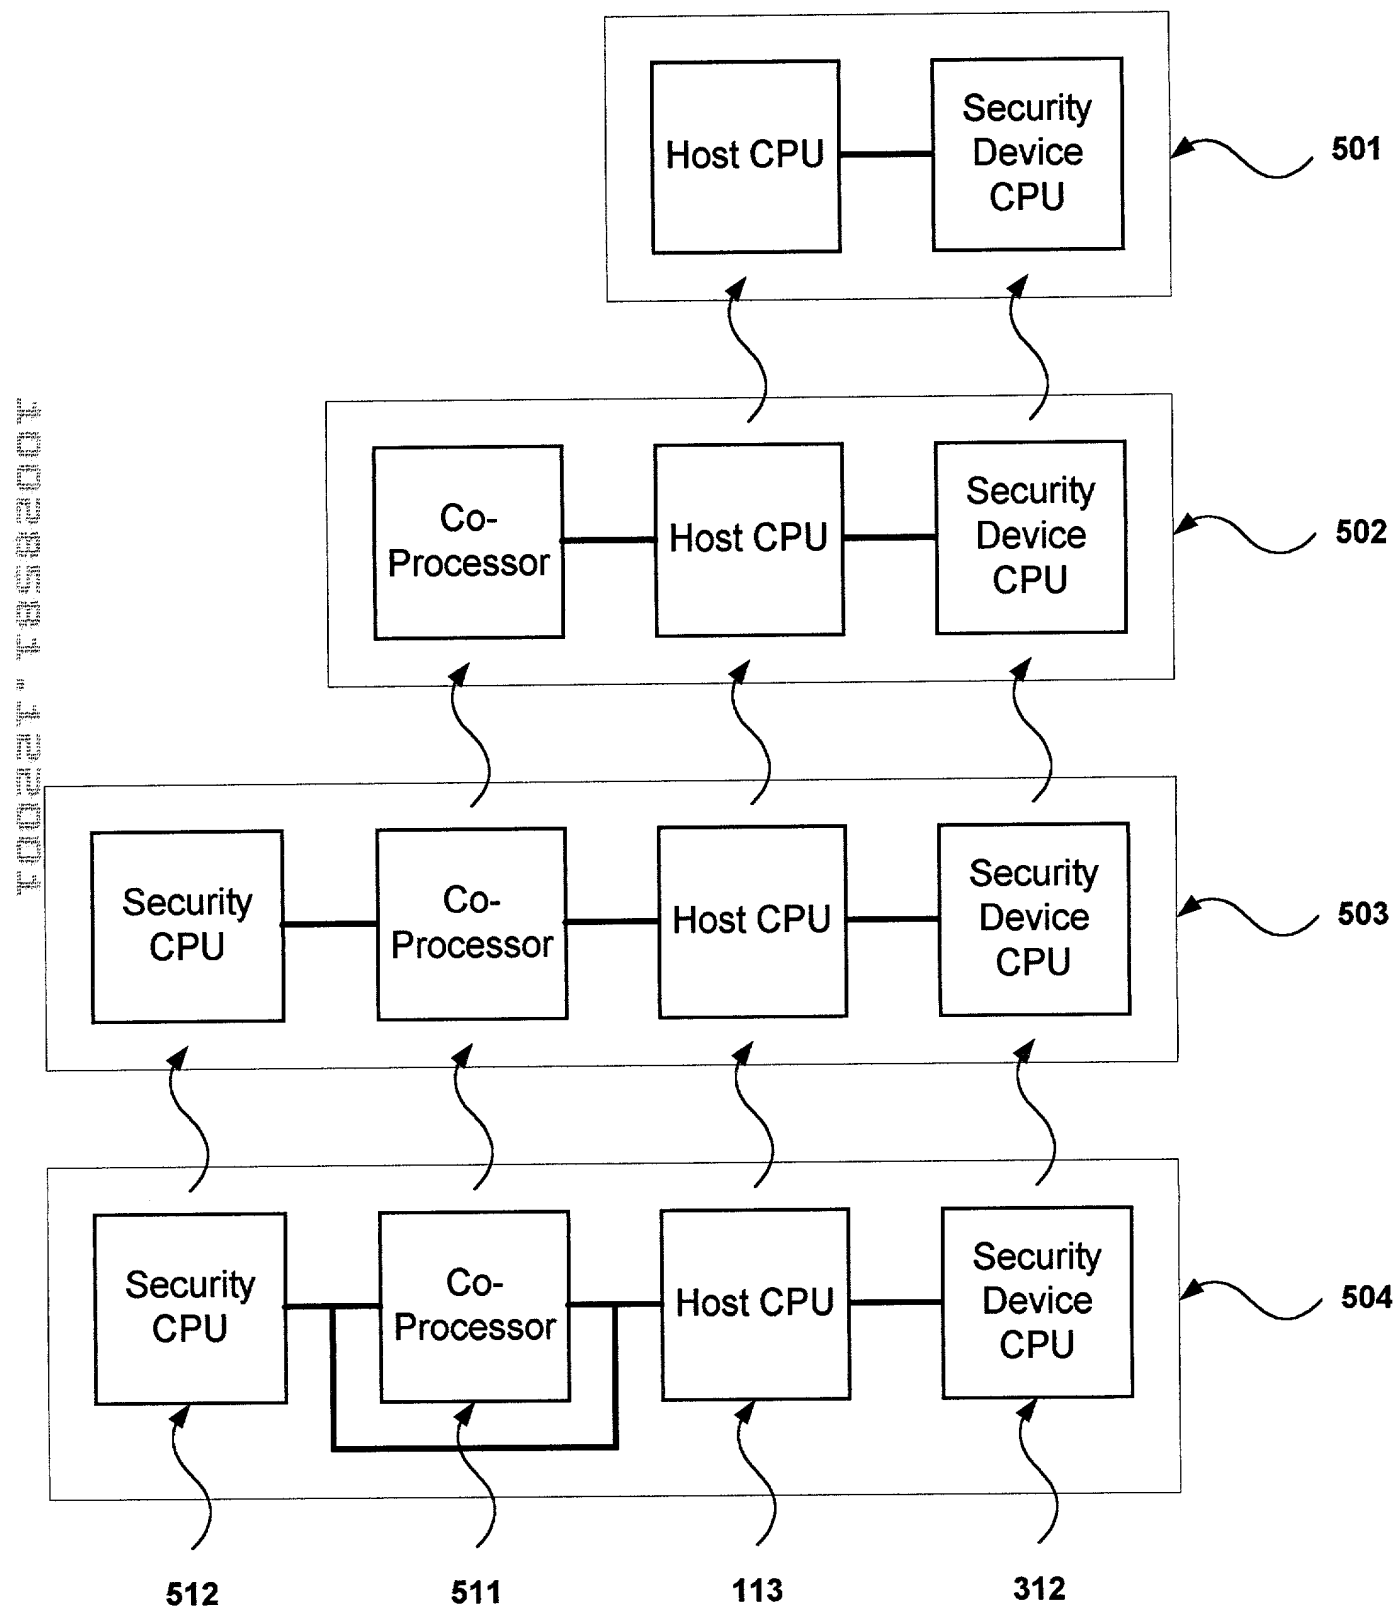 Host CPU
Security
Device
CPU
501
Co-
Processor
Host CPU
Security
Device
CPU
502
Security
CPU
Co-
Processor
Host CPU
Security
Device
CPU
503
Security
CPU
Co-
Processor
Host CPU
Security
Device
CPU
504
512
511
113
312